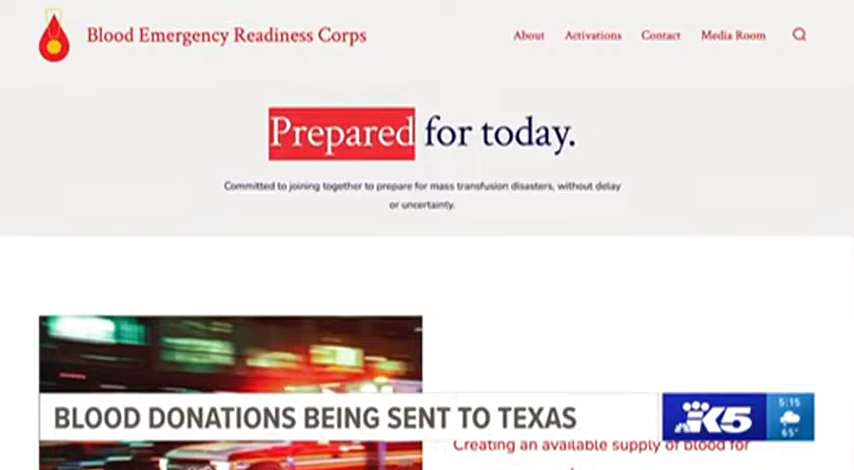 Blood Emergency Readiness Corps
About Activations Contact Media Room
Prepared for today.
Committed to joining together to prepare for mass transfusion disasters, without delay
or uncertainty.
BLOOD DONATIONS BEING SENT TO TEXAS
K5
5:15
65°
Creating an available supply of blood for